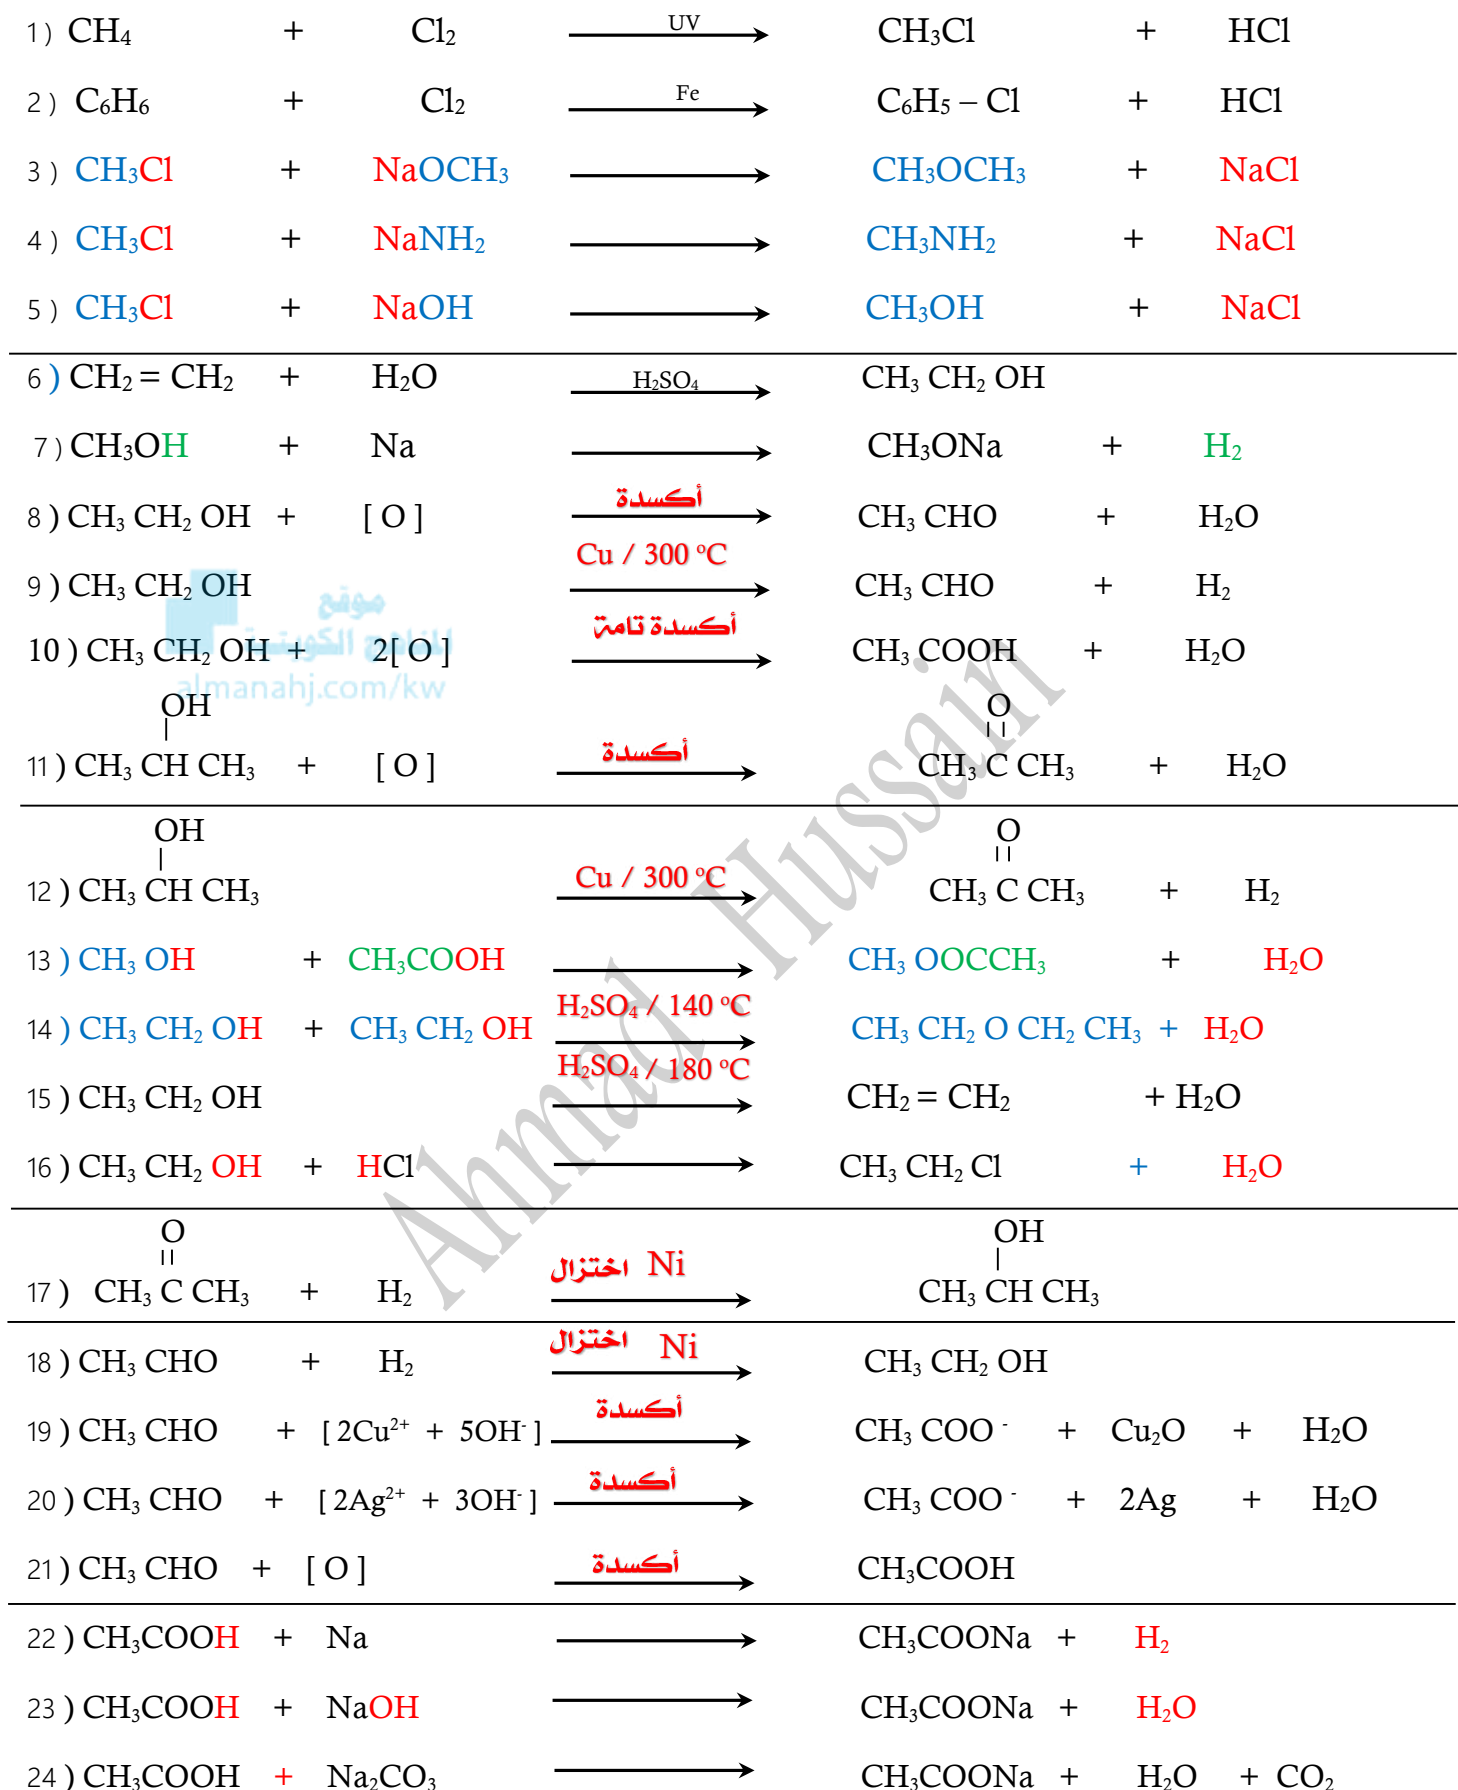 1) CH₄ + Cl₂ UV CH₃Cl + HCl
2) C₆H₆ + Cl₂ Fe C₆H₅ – Cl + HCl
3) CH₃Cl + NaOCH₃ CH₃OCH₃ + NaCl
4) CH₃Cl + NaNH₂ CH₃NH₂ + NaCl
5) CH₃Cl + NaOH CH₃OH + NaCl
6) CH₂ = CH₂ + H₂O H₂SO₄ CH₃ CH₂ OH
7) CH₃OH + Na CH₃ONa + H₂
8) CH₃ CH₂ OH + [ O ] أكسدة CH₃ CHO + H₂O
9) CH₃ CH₂ OH Cu / 300 ºC CH₃ CHO + H₂
موقع
المناهج الكويتية
almanahj.com/kw
10) CH₃ CH₂ OH + 2[ O ] أكسدة تامة CH₃ COOH + H₂O
OH O
11) CH₃ CH CH₃ + [ O ] أكسدة CH₃ C CH₃ + H₂O
OH O
12) CH₃ CH CH₃ Cu / 300 ºC CH₃ C CH₃ + H₂
13) CH₃ OH + CH₃COOH CH₃ OOCCH₃ + H₂O
14) CH₃ CH₂ OH + CH₃ CH₂ OH H₂SO₄ / 140 ºC CH₃ CH₂ O CH₂ CH₃ + H₂O
15) CH₃ CH₂ OH H₂SO₄ / 180 ºC CH₂ = CH₂ + H₂O
16) CH₃ CH₂ OH + HCl CH₃ CH₂ Cl + H₂O
Ahmad Hussain
O OH
17) CH₃ C CH₃ + H₂ اختزال Ni CH₃ CH CH₃
18) CH₃ CHO + H₂ اختزال Ni CH₃ CH₂ OH
19) CH₃ CHO + [ 2Cu²⁺ + 5OH⁻ ] أكسدة CH₃ COO ⁻ + Cu₂O + H₂O
20) CH₃ CHO + [ 2Ag²⁺ + 3OH⁻ ] أكسدة CH₃ COO ⁻ + 2Ag + H₂O
21) CH₃ CHO + [ O ] أكسدة CH₃COOH
22) CH₃COOH + Na CH₃COONa + H₂
23) CH₃COOH + NaOH CH₃COONa + H₂O
24) CH₃COOH + Na₂CO₃ CH₃COONa + H₂O + CO₂